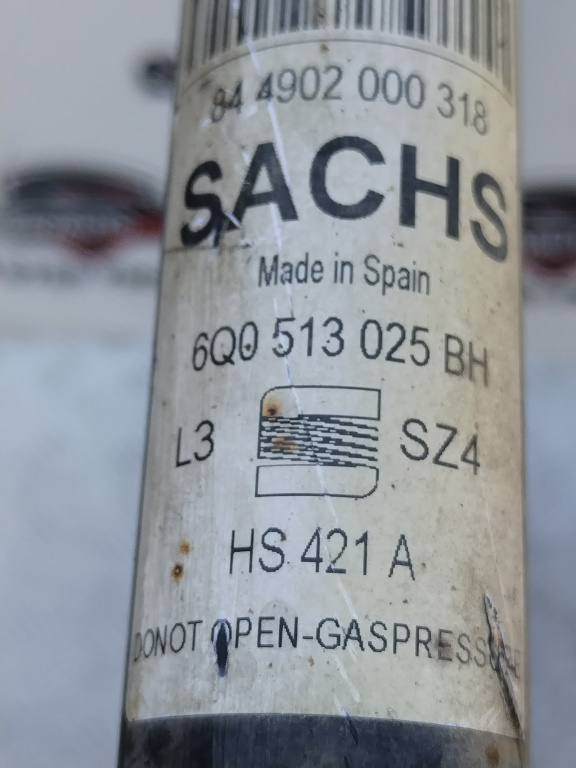 84 4902 000 318
SACHS
Made in Spain
6Q0 513 025 BH
L3 SZ4
HS 421 A
DONOT OPEN-GASPRESSURE